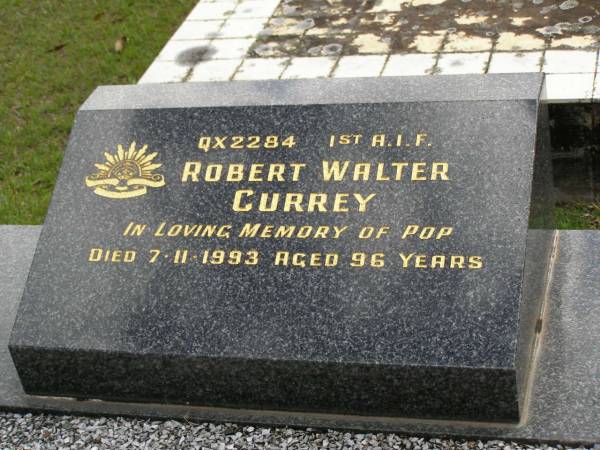 QX2284 1ST A.I.F.
ROBERT WALTER
CURREY
IN LOVING MEMORY OF POP
DIED 7·11·1993 AGED 96 YEARS